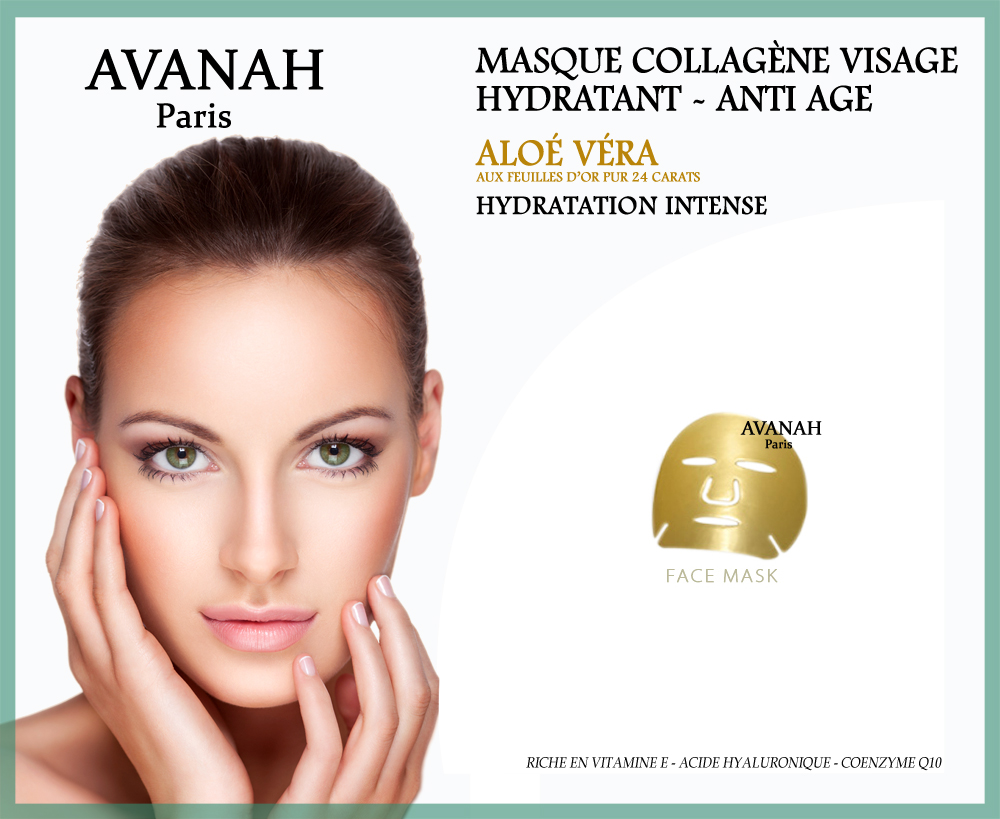 AVANAH
Paris
MASQUE COLLAGÈNE VISAGE
HYDRATANT ~ ANTI AGE
ALOÉ VÉRA
AUX FEUILLES D'OR PUR 24 CARATS
HYDRATATION INTENSE
AVANAH
Paris
FACE MASK
RICHE EN VITAMINE E - ACIDE HYALURONIQUE - COENZYME Q10